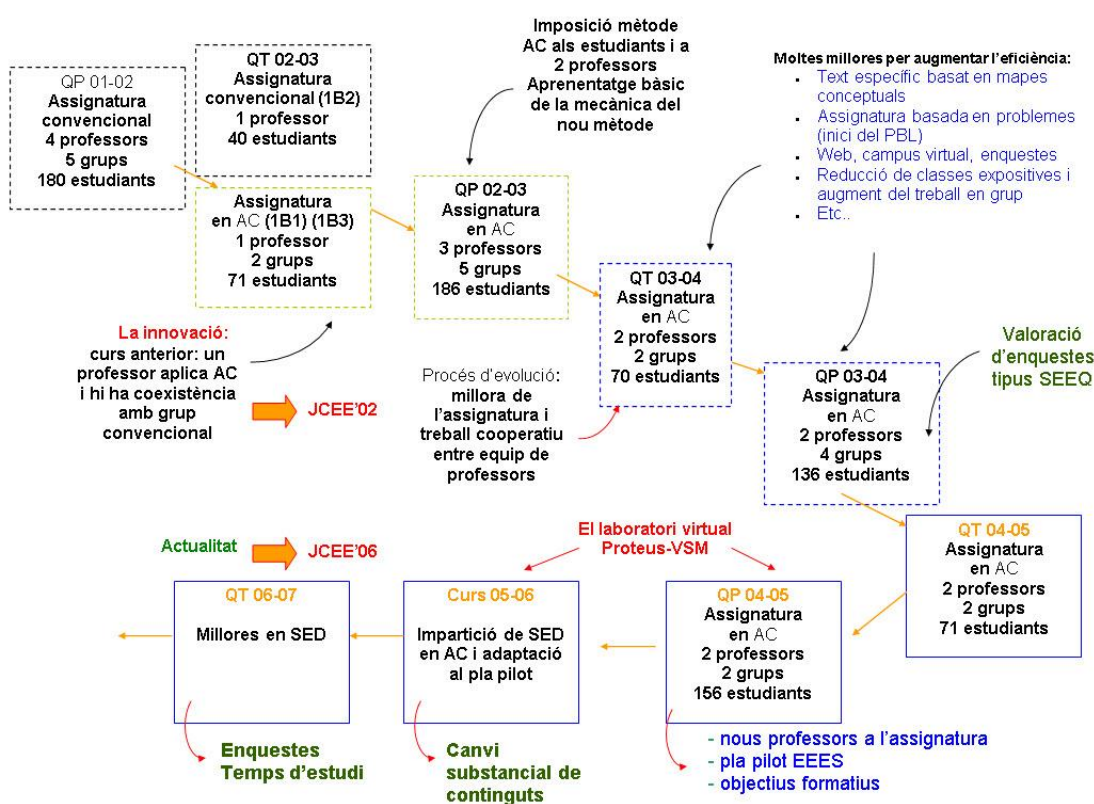 QP 01-02
Assignatura
convencional
4 professors
5 grups
180 estudiants
QT 02-03
Assignatura
convencional (1B2)
1 professor
40 estudiants
Assignatura
en AC (1B1) (1B3)
1 professor
2 grups
71 estudiants
Imposició mètode
AC als estudiants i a
2 professors
Aprenentatge bàsic
de la mecànica del
nou mètode
QP 02-03
Assignatura
en AC
3 professors
5 grups
186 estudiants
Moltes millores per augmentar l'eficiència:
Text específic basat en mapes
conceptuals
Assignatura basada en problemes
(inici del PBL)
Web, campus virtual, enquestes
Reducció de classes expositives i
augment del treball en grup
Etc..
QT 03-04
Assignatura
en AC
2 professors
2 grups
70 estudiants
La innovació:
curs anterior: un
professor aplica AC
i hi ha coexistència
amb grup
convencional
JCEE'02
Procés d'evolució:
millora de
l'assignatura i
treball cooperatiu
entre equip de
professors
QP 03-04
Assignatura
en AC
2 professors
4 grups
136 estudiants
Valoració
d'enquestes
tipus SEEQ
QT 04-05
Assignatura
en AC
2 professors
2 grups
71 estudiants
El laboratori virtual
Proteus-VSM
QP 04-05
Assignatura
en AC
2 professors
2 grups
156 estudiants
- nous professors a l'assignatura
- pla pilot EEES
- objectius formatius
Curs 05-06
Impartició de SED
en AC i adaptació
al pla pilot
Canvi
substancial de
continguts
Actualitat
JCEE'06
QT 06-07
Millores en SED
Enquestes
Temps d'estudi